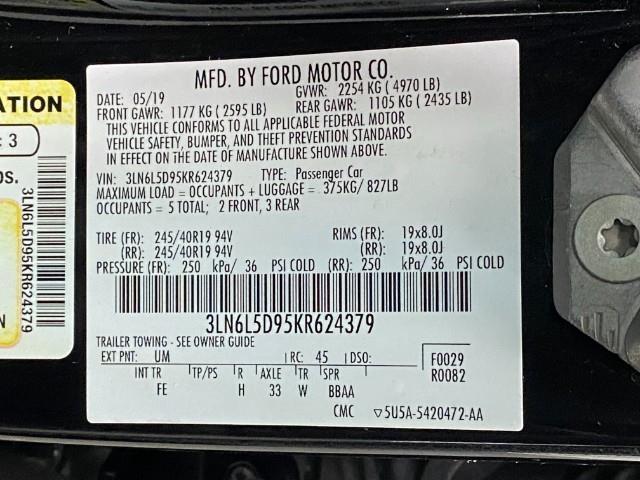 ATION
: 3
OS.
3LN6L5D95KR624379
N
MFD. BY FORD MOTOR CO.
DATE: 05/19 GVWR: 2254 KG ( 4970 LB)
FRONT GAWR: 1177 KG ( 2595 LB) REAR GAWR: 1105 KG ( 2435 LB)
THIS VEHICLE CONFORMS TO ALL APPLICABLE FEDERAL MOTOR
VEHICLE SAFETY, BUMPER, AND THEFT PREVENTION STANDARDS
IN EFFECT ON THE DATE OF MANUFACTURE SHOWN ABOVE.
VIN: 3LN6L5D95KR624379 TYPE: Passenger Car
MAXIMUM LOAD = OCCUPANTS + LUGGAGE = 375KG/ 827LB
OCCUPANTS = 5 TOTAL; 2 FRONT, 3 REAR
TIRE (FR): 245/40R19 94V RIMS (FR): 19x8.0J
(RR): 245/40R19 94V (RR): 19x8.0J
PRESSURE (FR): 250 kPa/ 36 PSI COLD (RR): 250 kPa/ 36 PSI COLD
3LN6L5D95KR624379
TRAILER TOWING - SEE OWNER GUIDE
EXT PNT: UM RC: 45 DSO:
INT TR TP/PS R AXLE TR SPR
FE H 33 W BBAA
F0029
R0082
CMC ▽5U5A-5420472-AA